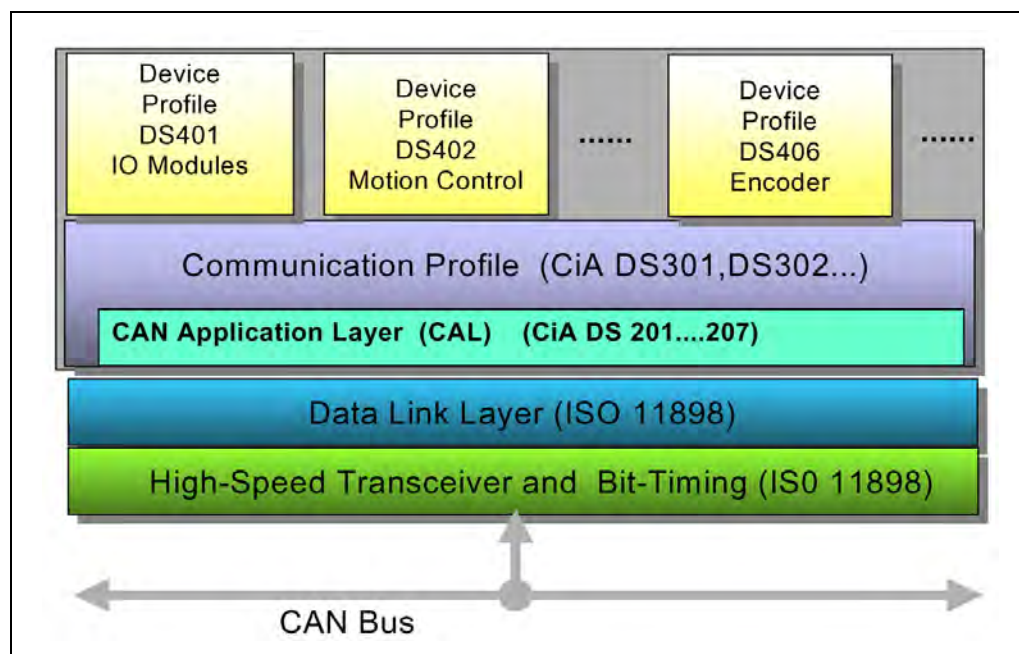 Device
Profile
DS401
IO Modules
Device
Profile
DS402
Motion Control
......
Device
Profile
DS406
Encoder
......
Communication Profile (CiA DS301,DS302...)
CAN Application Layer (CAL) (CiA DS 201....207)
Data Link Layer (ISO 11898)
High-Speed Transceiver and Bit-Timing (IS0 11898)
CAN Bus